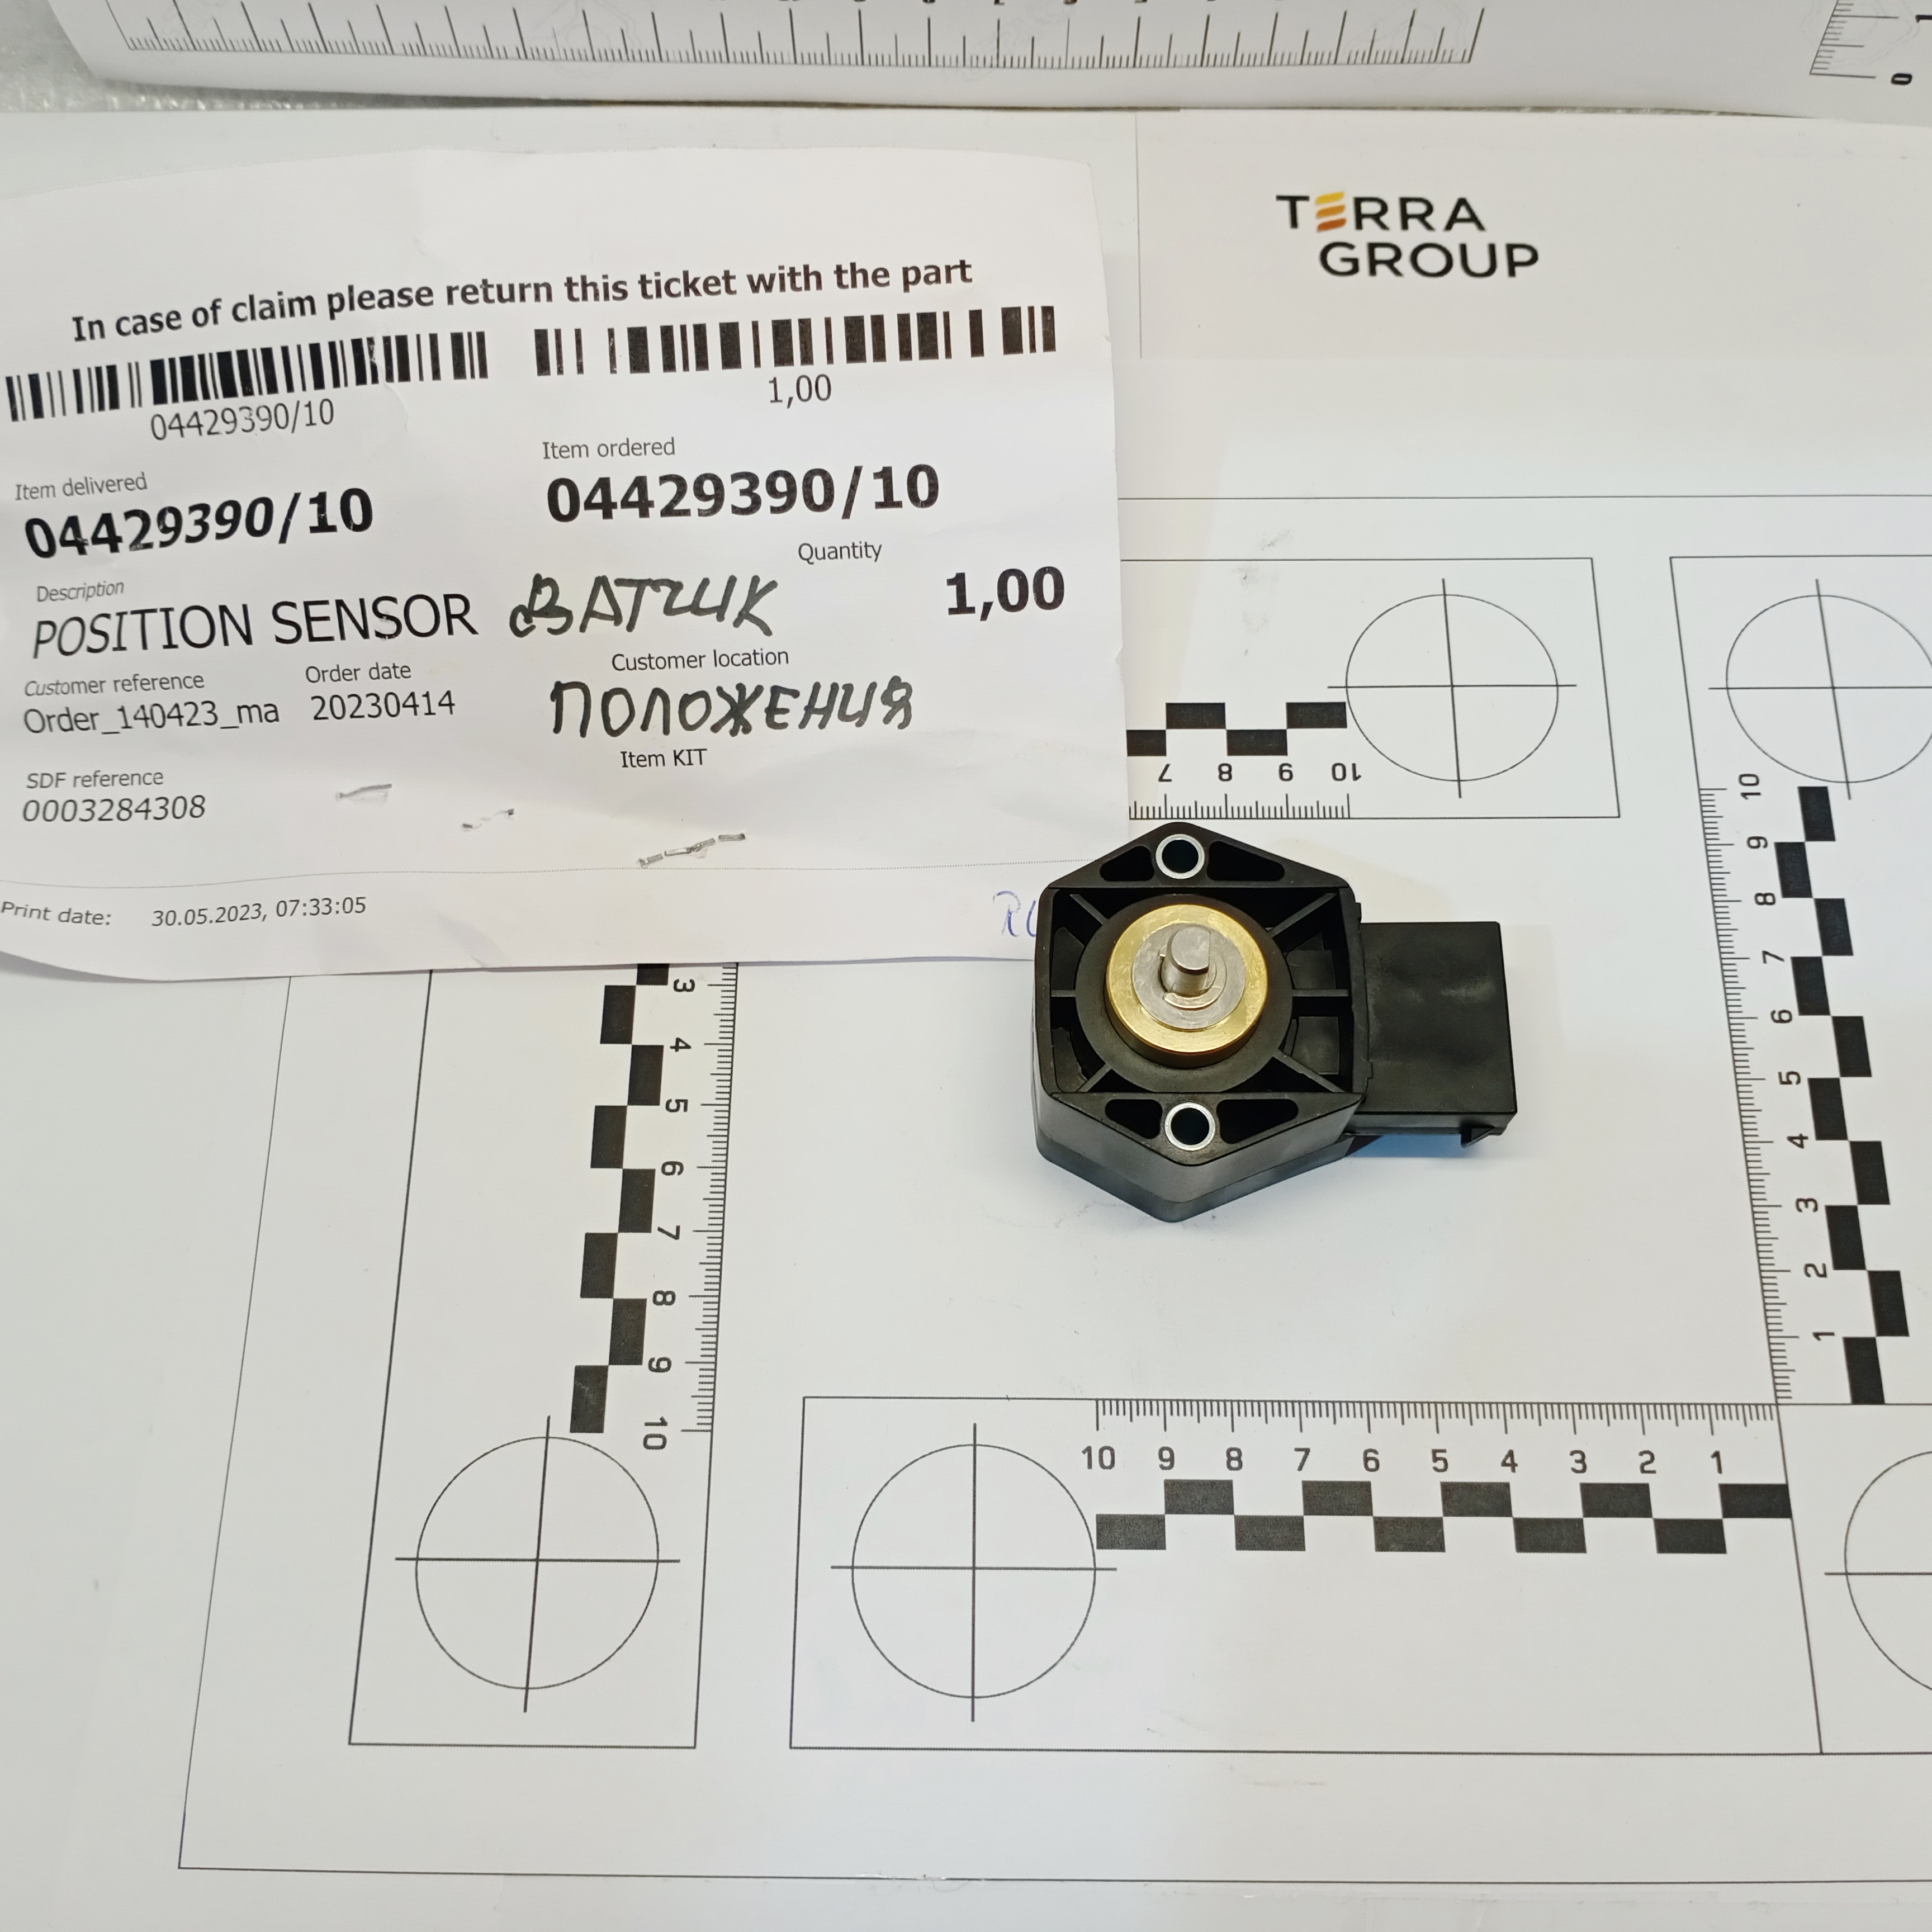 TERRA
GROUP
In case of claim please return this ticket with the part
04429390/10
1,00
Item delivered
04429390/10
Item ordered
04429390/10
Quantity
1,00
Description
POSITION SENSOR
ДАТЧИК
Customer reference
Order_140423_ma
Order date
20230414
Customer location
ПОЛОЖЕНИЯ
Item KIT
SDF reference
0003284308
Print date: 30.05.2023, 07:33:05
7 8 9 10
10
9
8
7
6
5
4
3
2
1
3
4
5
6
7
8
9
10
10 9 8 7 6 5 4 3 2 1
0
1